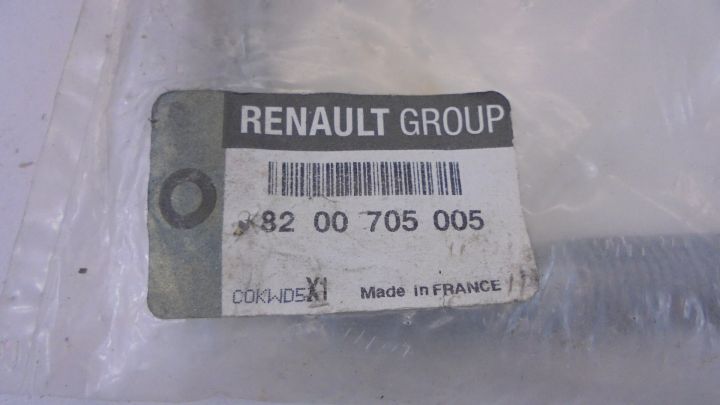 RENAULT GROUP
82 00 705 005
COKWD5X1
Made in FRANCE